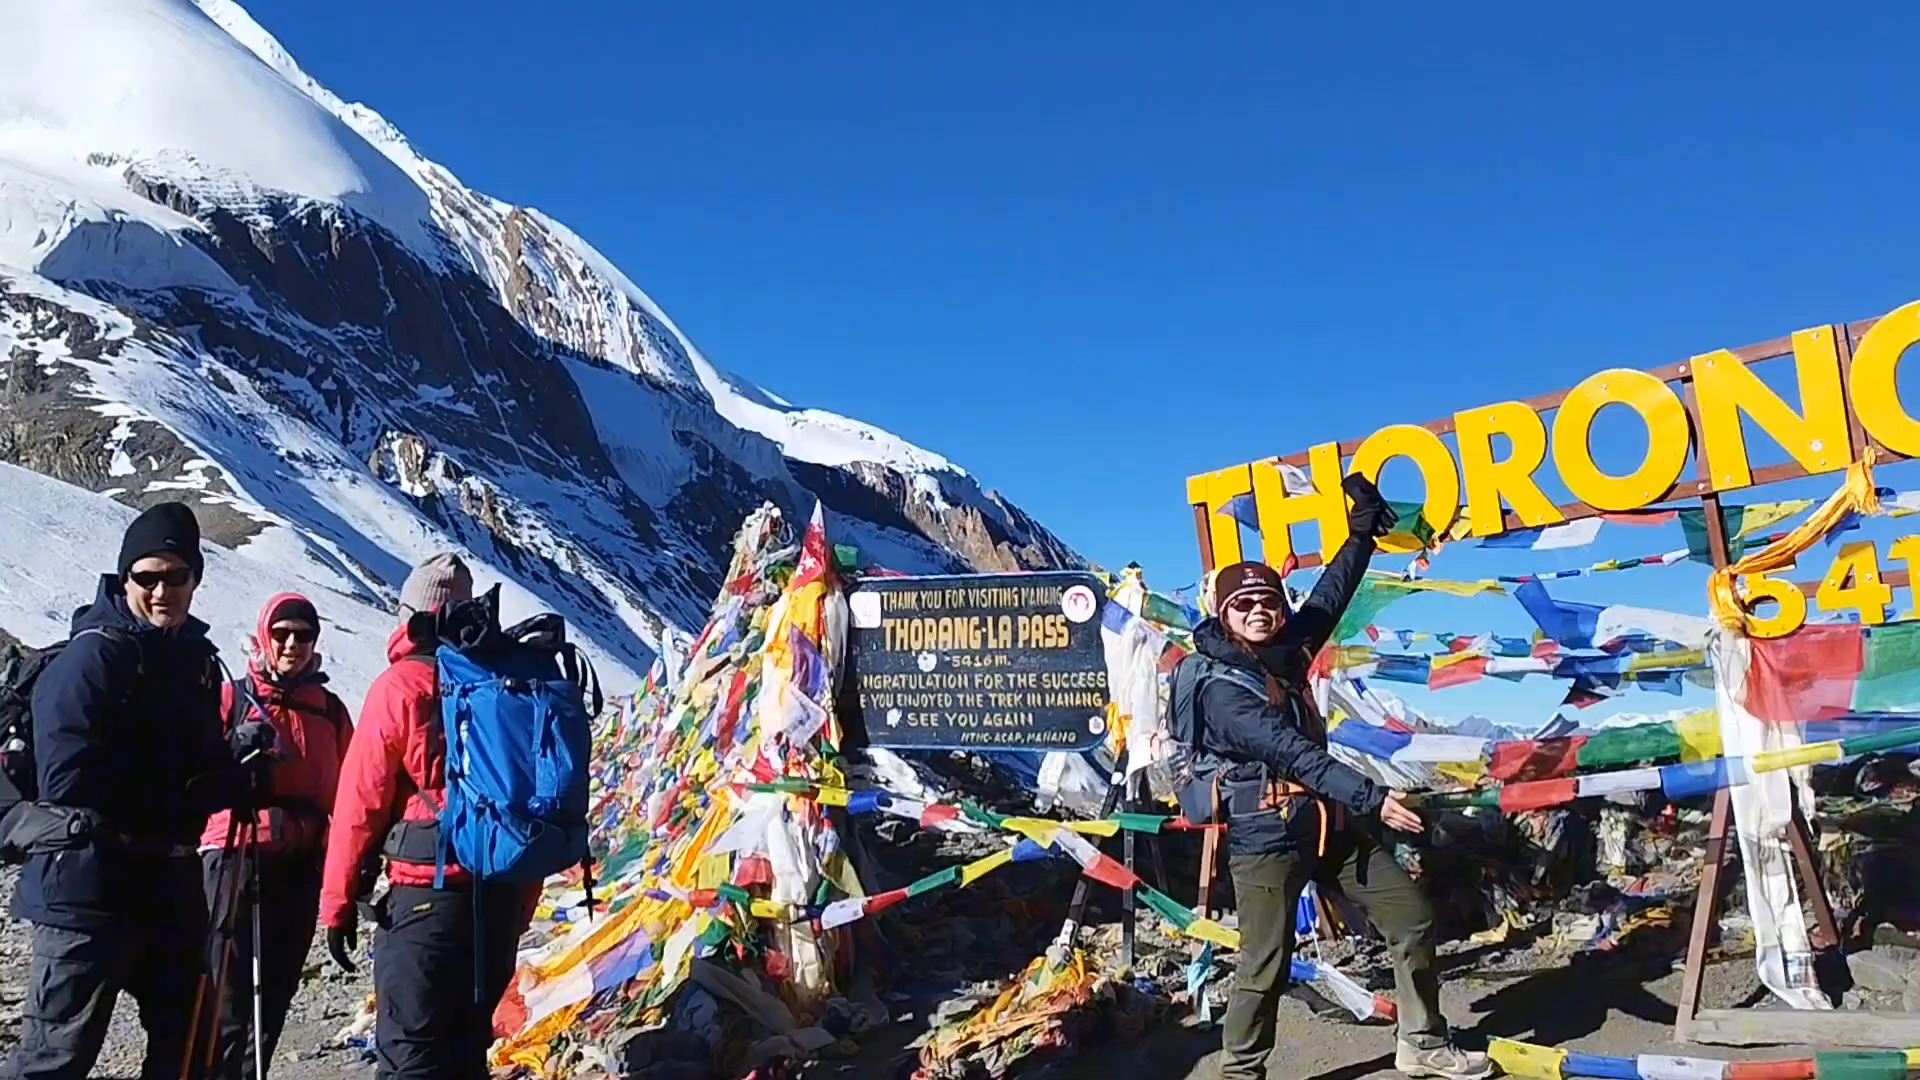 THANK YOU FOR VISITING MANANG
THORANG-LA PASS
5416 m.
NGRATULATION FOR THE SUCCESS
E YOU ENJOYED THE TREK IN MANANG
SEE YOU AGAIN
NTNC-ACAP, MANANG
THORONG
541